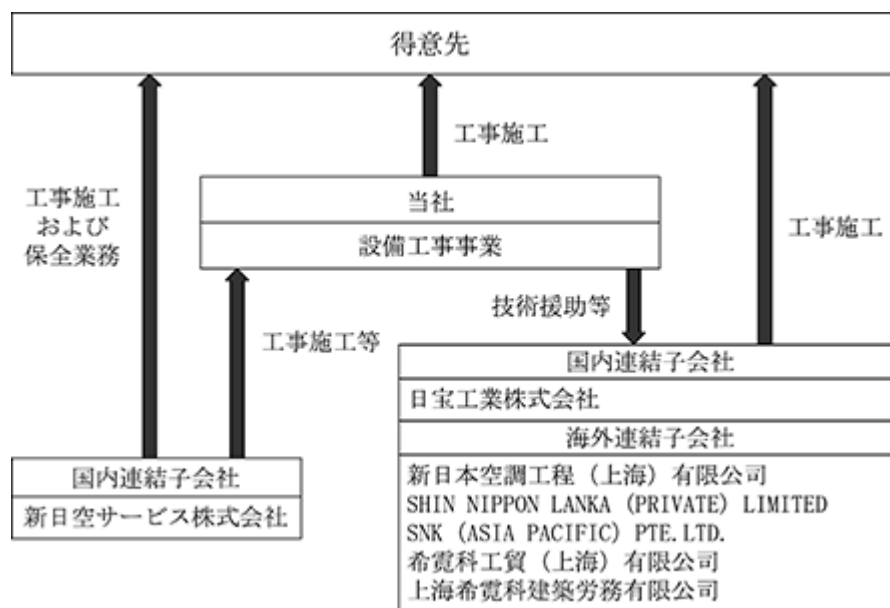 得意先
工事施工
工事施工
および
保全業務
当社
設備工事事業
工事施工
技術援助等
工事施工等
国内連結子会社
日宝工業株式会社
海外連結子会社
新日本空調工程（上海）有限公司
SHIN NIPPON LANKA (PRIVATE) LIMITED
SNK (ASIA PACIFIC) PTE.LTD.
希霓科工貿（上海）有限公司
上海希霓科建築労務有限公司
国内連結子会社
新日空サービス株式会社